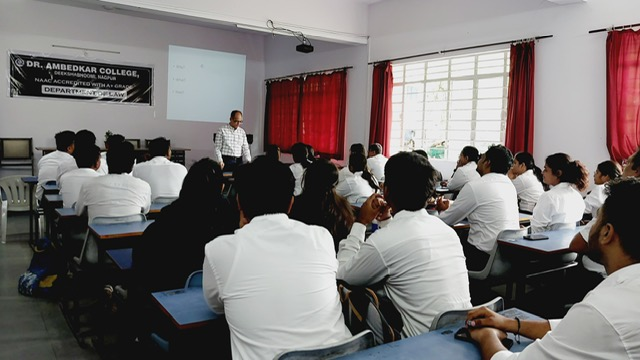 DR. AMBEDKAR COLLEGE,
DEEKSHABHOOMI, NAGPUR
NAAC ACCREDITED WITH A+ GRADE
DEPARTMENT OF LAW